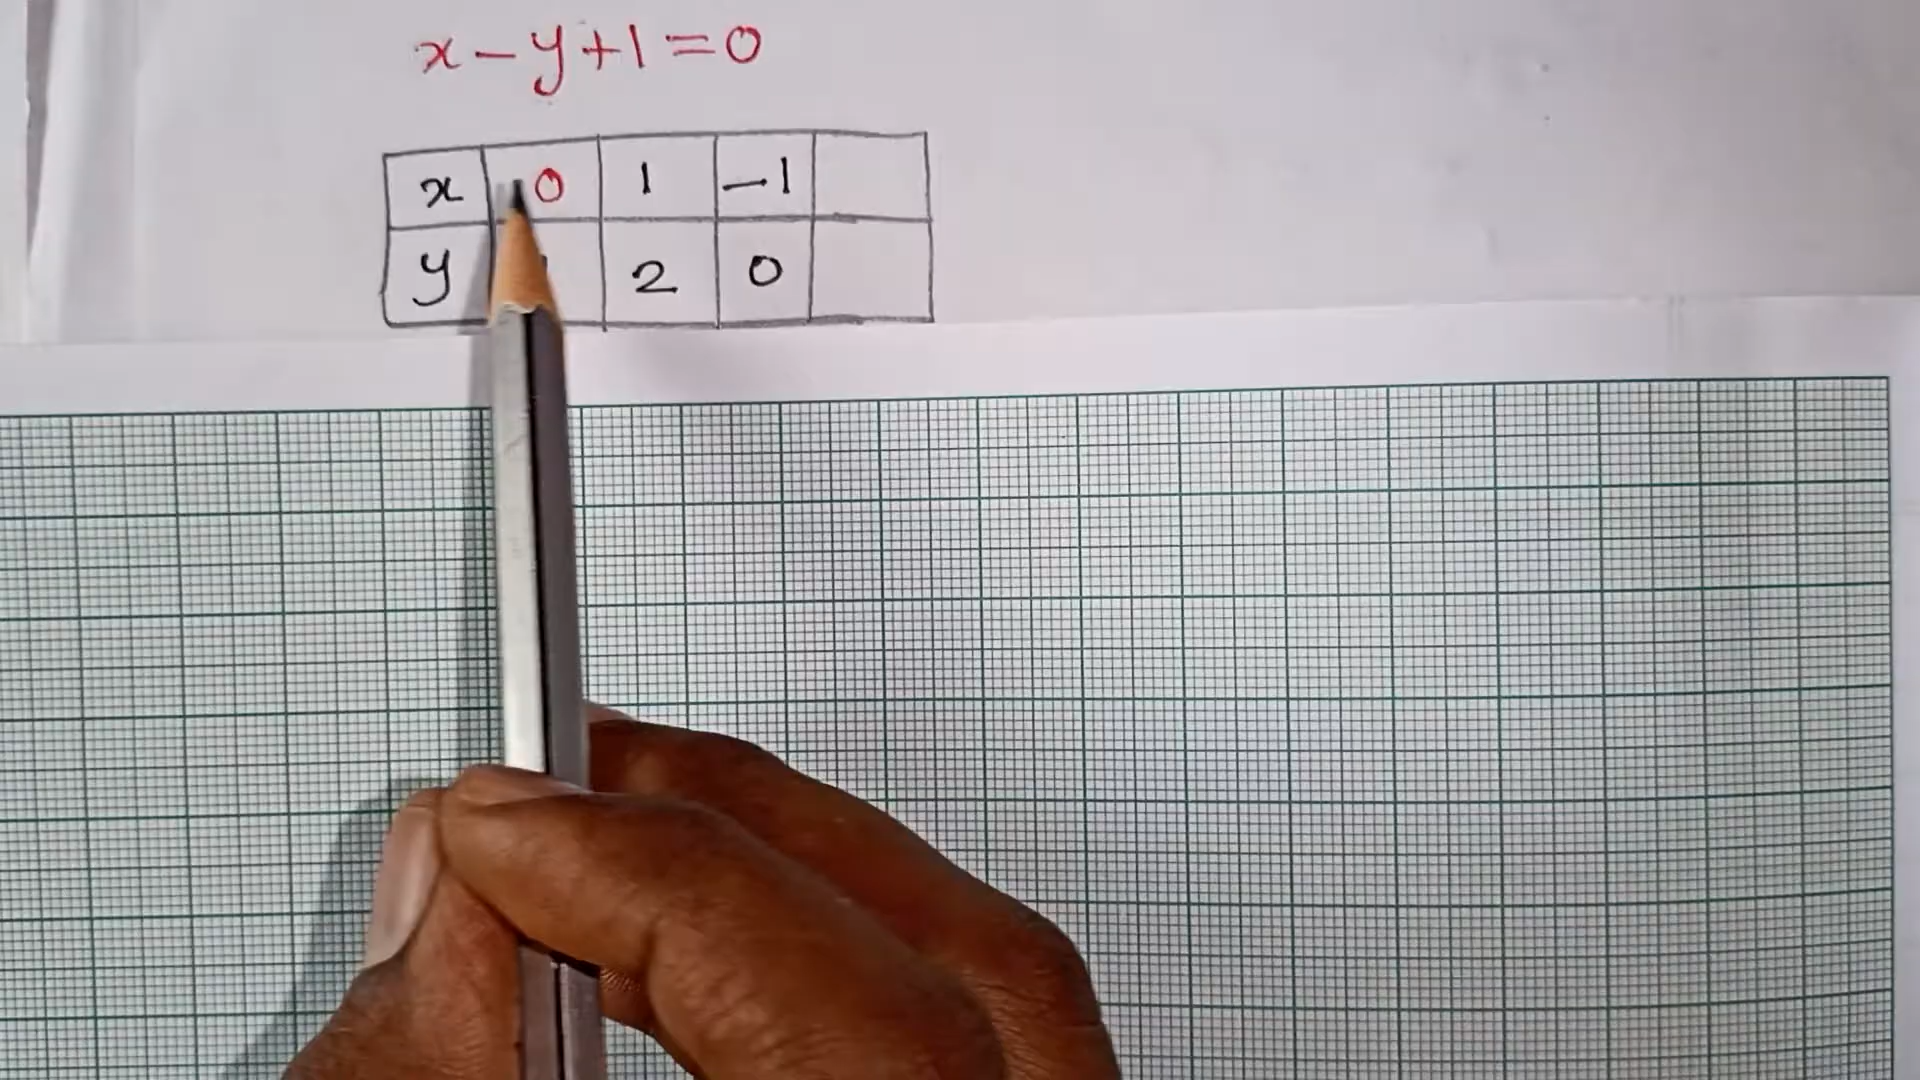 x - y + 1 = 0
x 0 1 -1
y 2 0